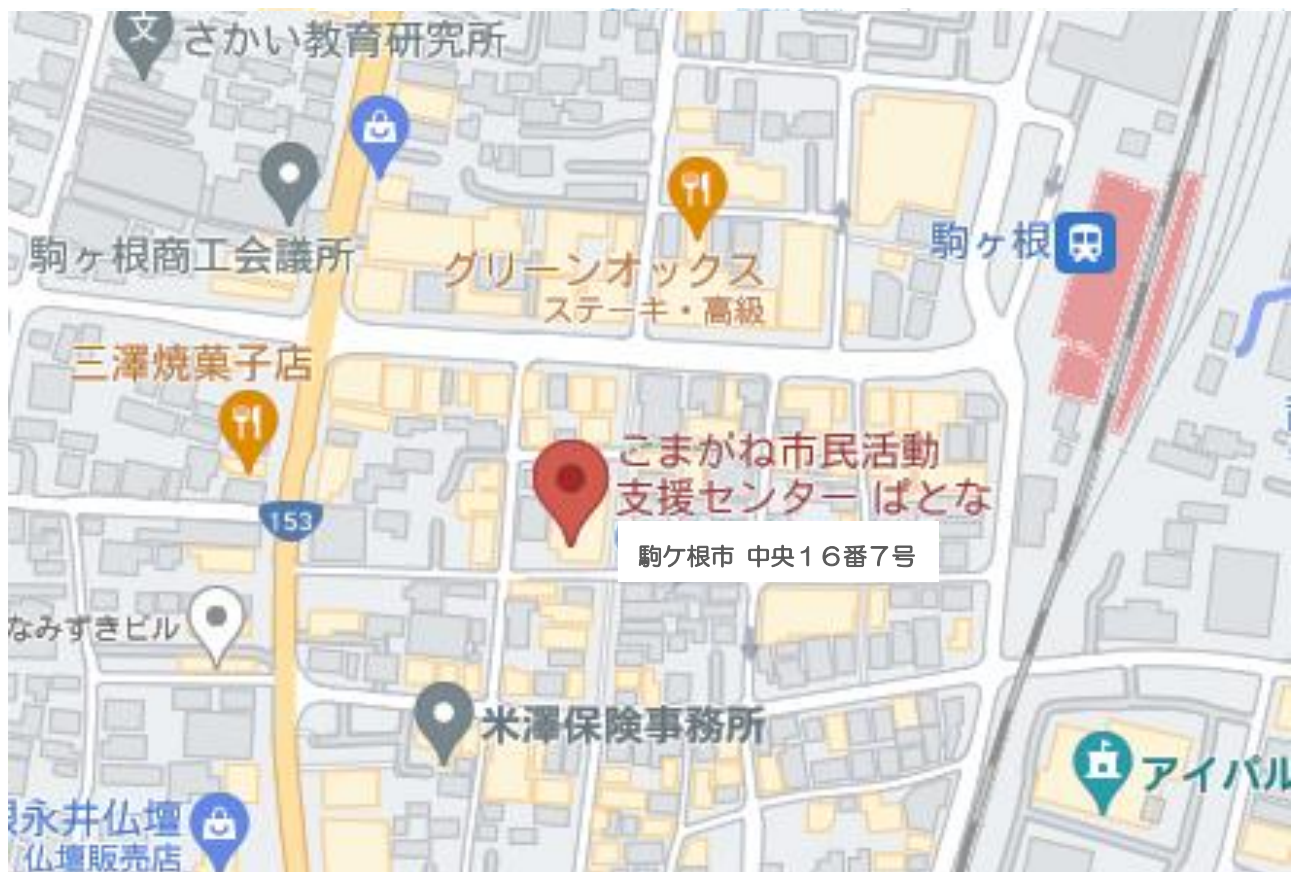 文
さかい教育研究所
駒ヶ根商工会議所
グリーンオックス
ステーキ・高級
駒ヶ根
三澤焼菓子店
こまがね市民活動
支援センター ぱとな
153
駒ケ根市 中央１６番７号
なみずきビル
米澤保険事務所
アイパル
永井仏壇
仏壇販売店